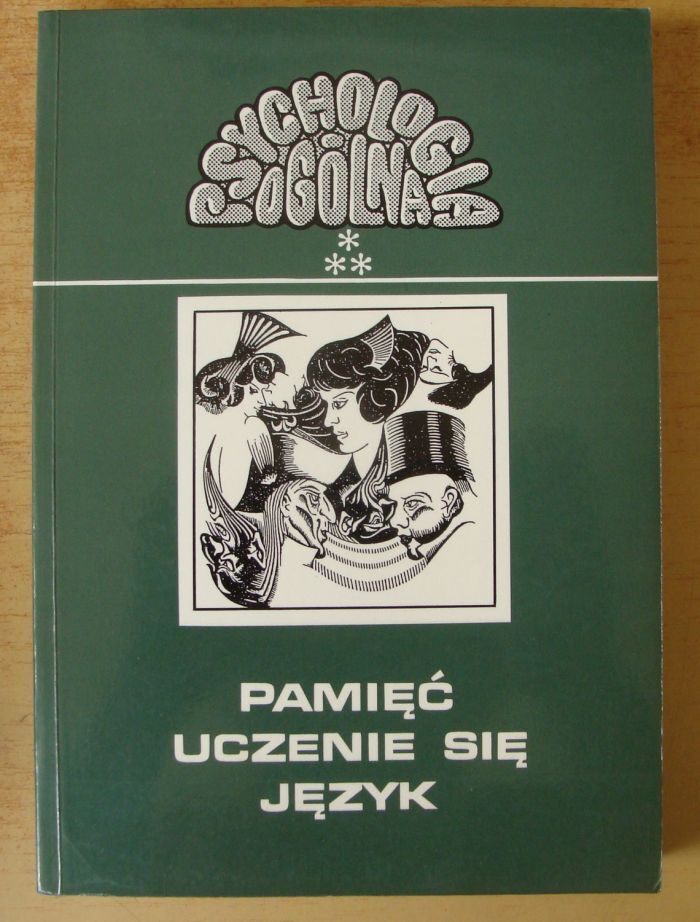 PSYCHOLOGIA
OGÓLNA
*
**
PAMIĘĆ
UCZENIE SIĘ
JĘZYK